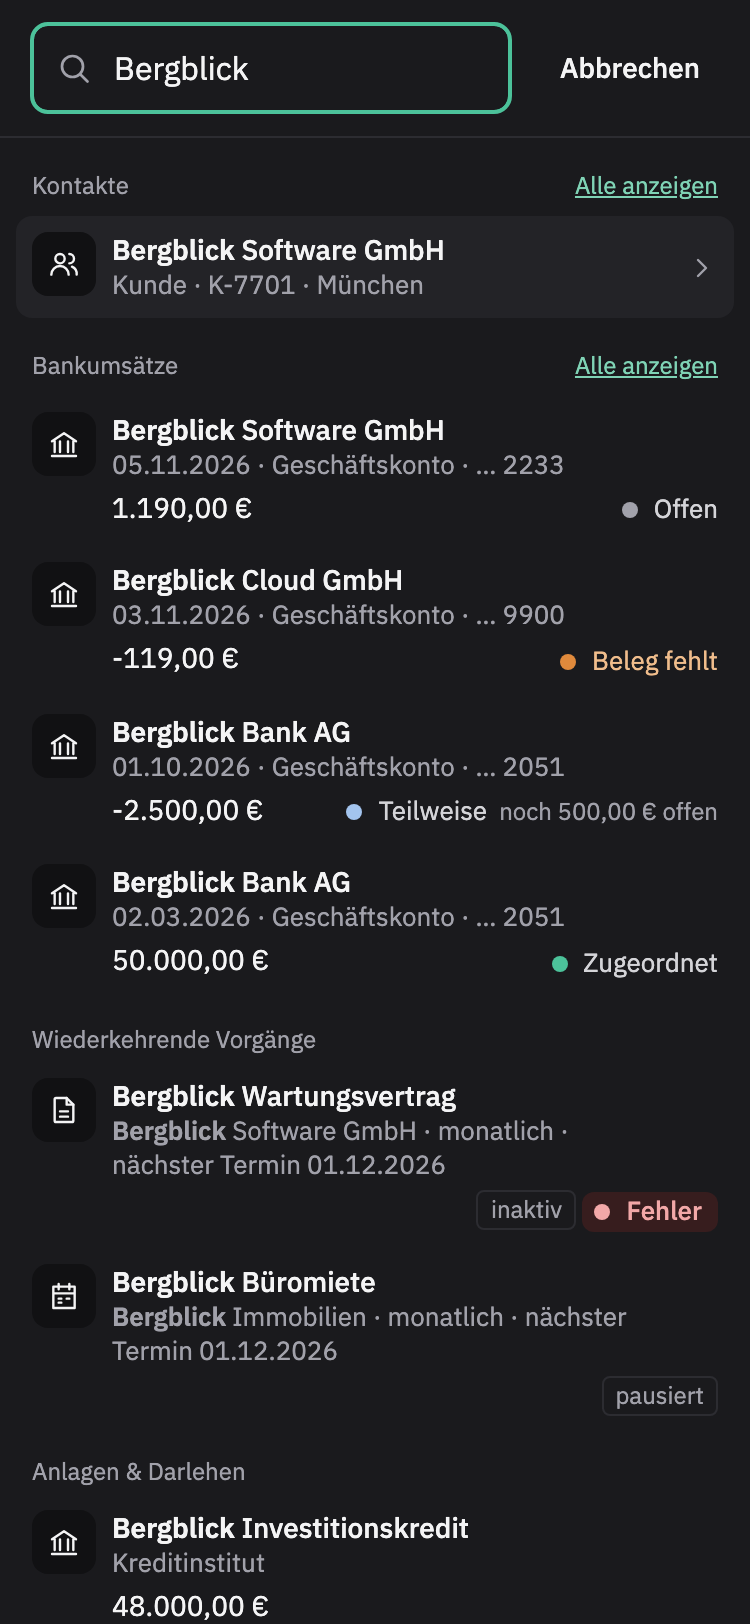 Bergblick
Abbrechen
Kontakte
Alle anzeigen
Bergblick Software GmbH
Kunde · K-7701 · München
Bankumsätze
Alle anzeigen
Bergblick Software GmbH
05.11.2026 · Geschäftskonto · … 2233
1.190,00 €
Offen
Bergblick Cloud GmbH
03.11.2026 · Geschäftskonto · … 9900
-119,00 €
Beleg fehlt
Bergblick Bank AG
01.10.2026 · Geschäftskonto · … 2051
-2.500,00 €
Teilweise noch 500,00 € offen
Bergblick Bank AG
02.03.2026 · Geschäftskonto · … 2051
50.000,00 €
Zugeordnet
Wiederkehrende Vorgänge
Bergblick Wartungsvertrag
Bergblick Software GmbH · monatlich ·
nächster Termin 01.12.2026
inaktiv
Fehler
Bergblick Büromiete
Bergblick Immobilien · monatlich · nächster
Termin 01.12.2026
pausiert
Anlagen & Darlehen
Bergblick Investitionskredit
Kreditinstitut
48.000,00 €